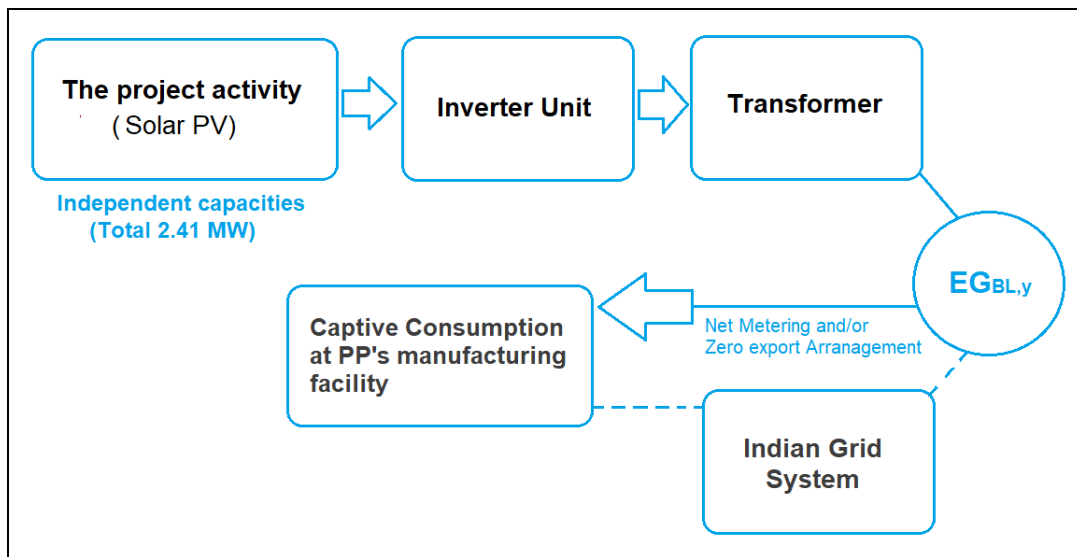 The project activity
( Solar PV)
Inverter Unit
Transformer
Independent capacities
(Total 2.41 MW)
EGBL,y
Captive Consumption
at PP's manufacturing
facility
Net Metering and/or
Zero export Arranagement
Indian Grid
System